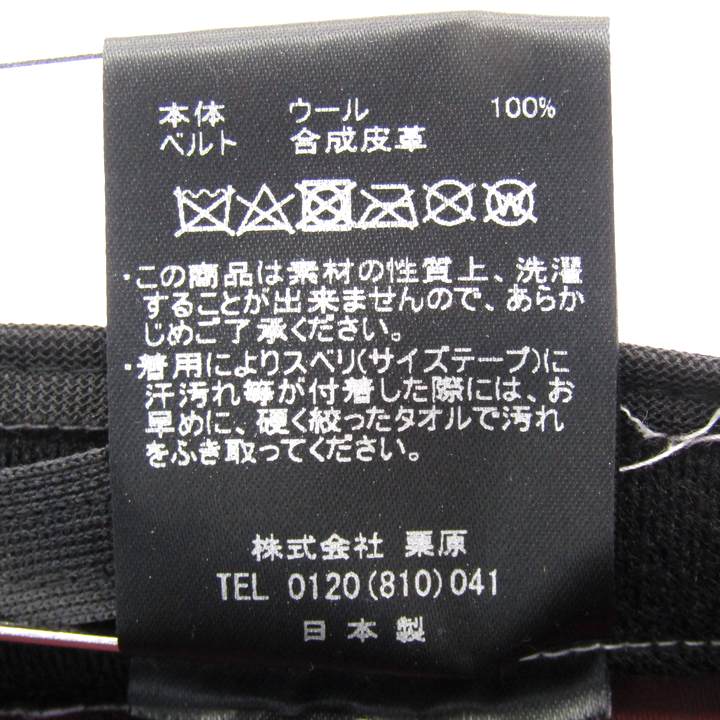 本体 ウール 100%
ベルト 合成皮革
・この商品は素材の性質上、洗濯
することが出来ませんので、あらか
じめご了承ください。
・着用によりスベリ(サイズテープ)に
汗汚れ等が付着した際には、お
早めに、硬く絞ったタオルで汚れ
をふき取ってください。
株式会社 栗原
TEL 0120(810)041
日本製